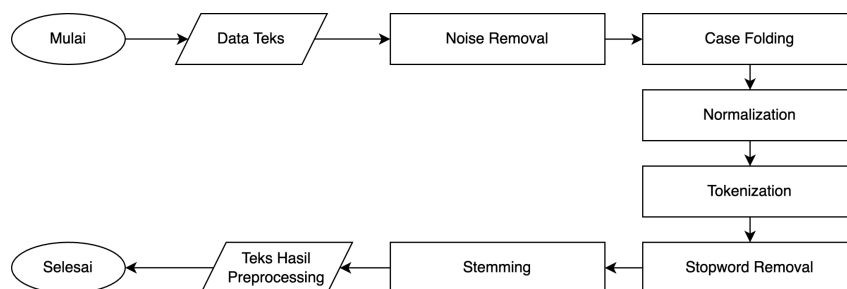 Mulai
Data Teks
Noise Removal
Case Folding
Normalization
Tokenization
Stopword Removal
Stemming
Teks Hasil
Preprocessing
Selesai